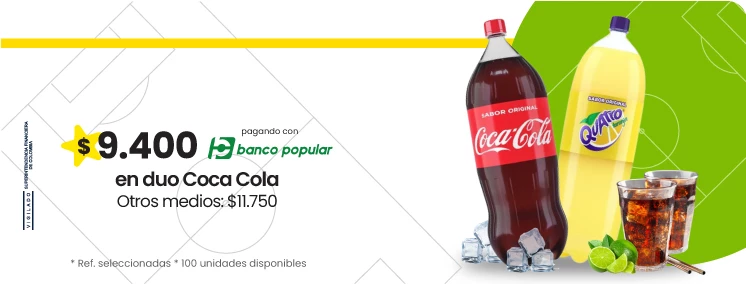 VIGILADO SUPERINTENDENCIA FINANCIERA
DE COLOMBIA
$9.400
pagando con
banco popular
en duo Coca Cola
Otros medios: $11.750
* Ref. seleccionadas * 100 unidades disponibles
SABOR ORIGINAL
Coca-Cola
SABOR ORIGINAL
QUATRO